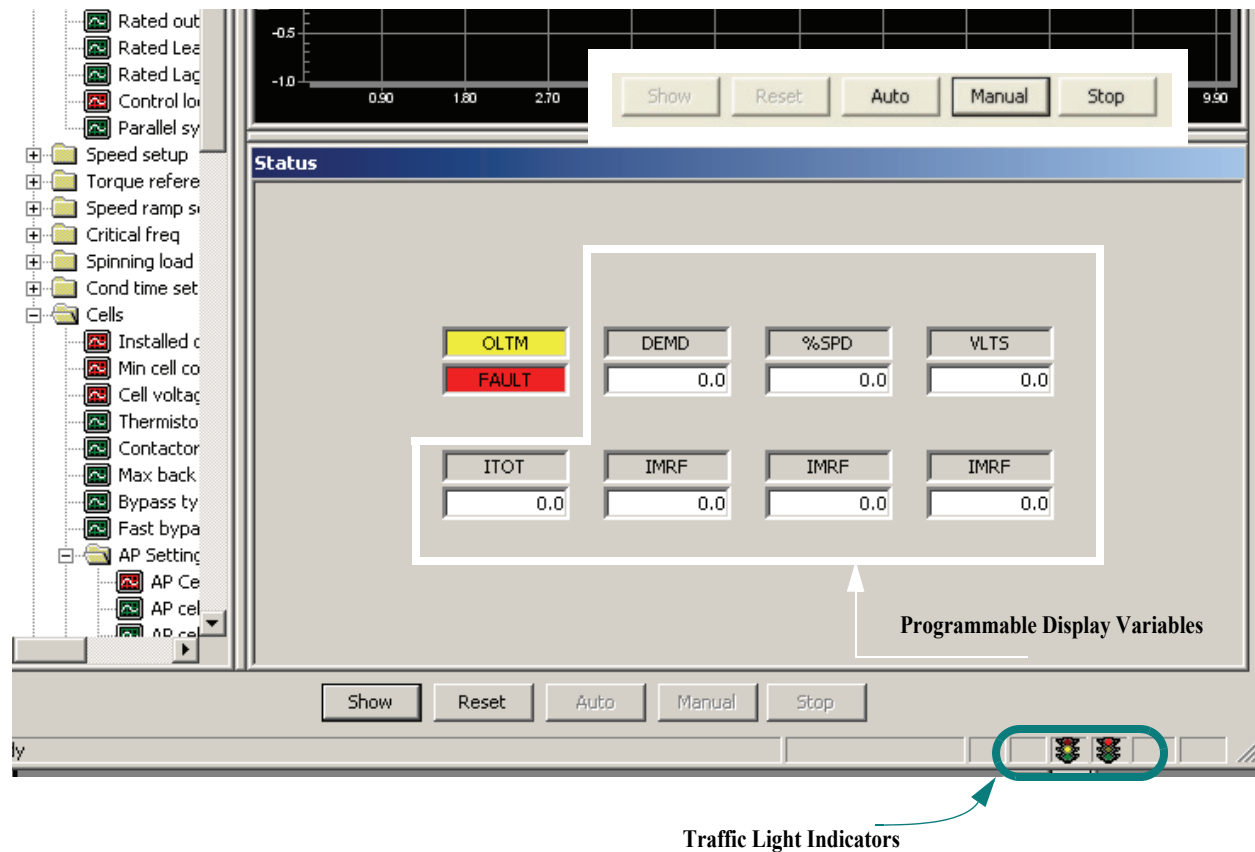 Rated out
Rated Lea
Rated Lag
Control lo
Parallel sy
Speed setup
Torque refere
Speed ramp s
Critical freq
Spinning load
Cond time set
Cells
Installed c
Min cell co
Cell voltag
Thermisto
Contactor
Max back
Bypass ty
Fast bypa
AP Setting
AP Ce
AP cel
AP cel
-0.5
-1.0
0.90 1.80 2.70 9.90
Show Reset Auto Manual Stop
Status
OLTM DEMD %SPD VLTS
FAULT 0.0 0.0 0.0
ITOT IMRF IMRF IMRF
0.0 0.0 0.0 0.0
Programmable Display Variables
Show Reset Auto Manual Stop
ly
Traffic Light Indicators